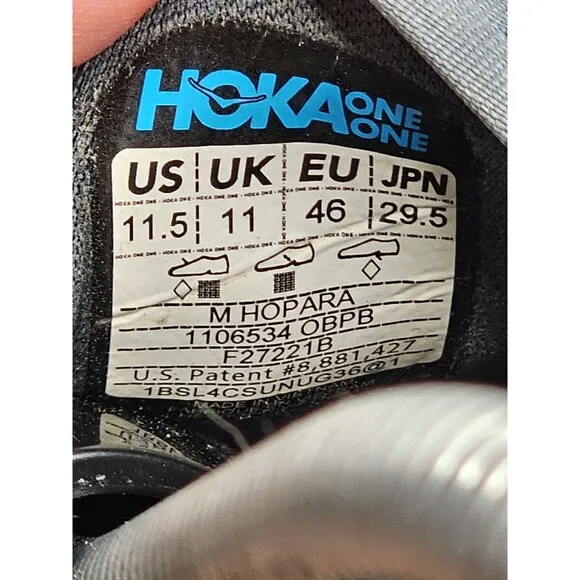 HOKA ONE ONE
US UK EU JPN
11.5 11 46 29.5
M HOPARA
1106534 OBPB
F27221B
U.S. Patent #8,881,427
1BSL4CSUNUG36@1